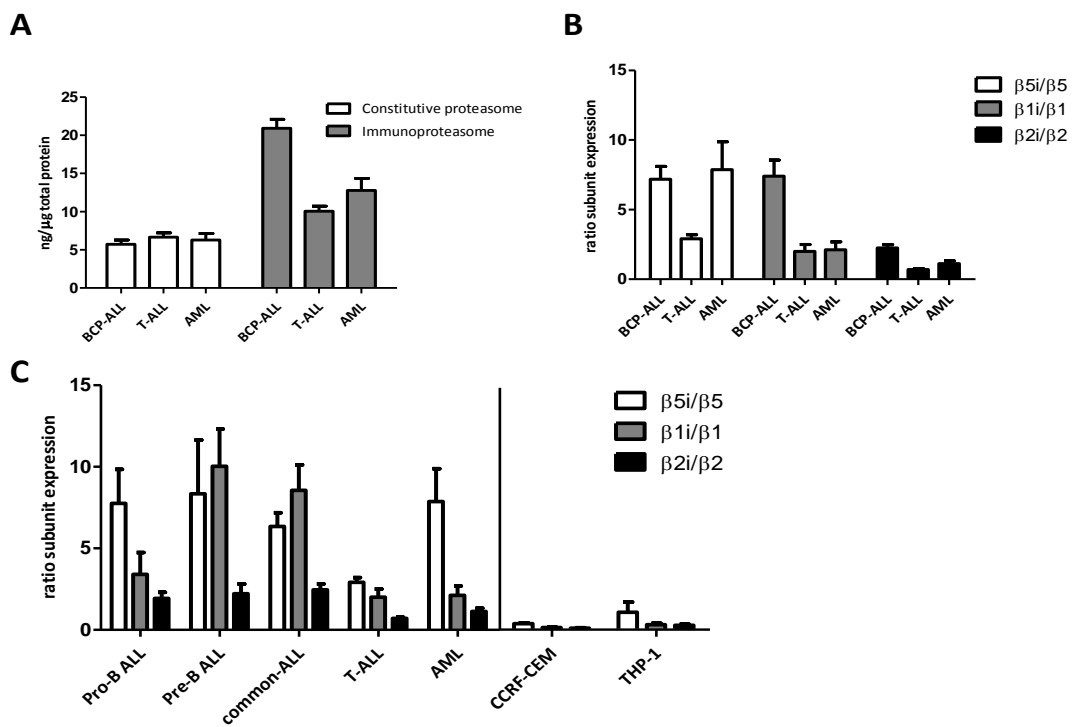 A
25
20
15
10
5
0
ng/µg total protein
Constitutive proteasome
Immunoproteasome
BCP-ALL
T-ALL
AML
BCP-ALL
T-ALL
AML
B
15
10
5
0
ratio subunit expression
β5i/β5
β1i/β1
β2i/β2
BCP-ALL
T-ALL
AML
BCP-ALL
T-ALL
AML
BCP-ALL
T-ALL
AML
C
15
10
5
0
ratio subunit expression
β5i/β5
β1i/β1
β2i/β2
Pro-B ALL
Pre-B ALL
common-ALL
T-ALL
AML
CCRF-CEM
THP-1